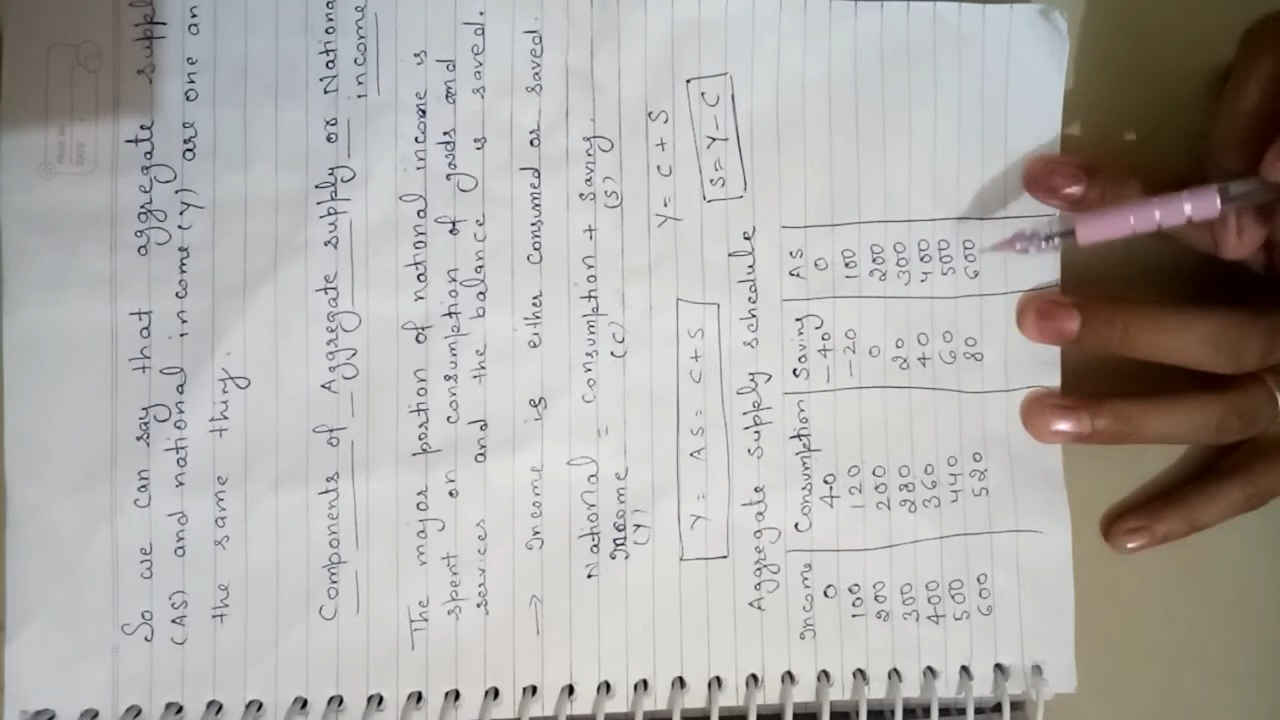 PAGE NO.
DATE
So we can say that aggregate suppl
(AS) and national income (Y) are one an
the same thing.
Components of Aggregate supply or Nationa
income
The major portion of national income is
spent on consumption of goods and
services and the balance is saved.
→ Income is either consumed or saved.
National Income (Y) = Consumption (C) + Saving (S)
Y = C + S
Y = AS = C + S
S = Y - C
Aggregate supply schedule
Income Consumption Saving AS
0 40 -40 0
100 120 -20 100
200 200 0 200
300 280 20 300
400 360 40 400
500 440 60 500
600 520 80 600